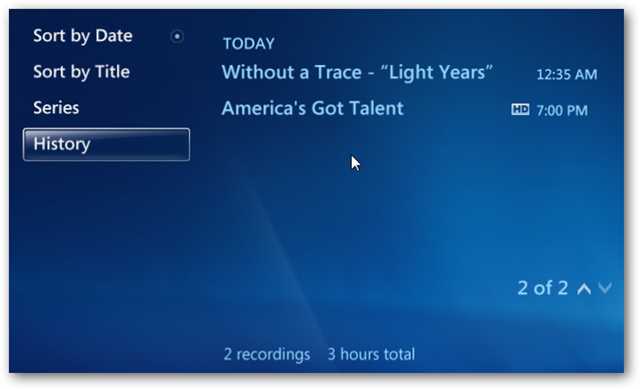 Sort by Date
Sort by Title
Series
History
TODAY
Without a Trace - “Light Years” 12:35 AM
America's Got Talent HD 7:00 PM
2 of 2
2 recordings 3 hours total